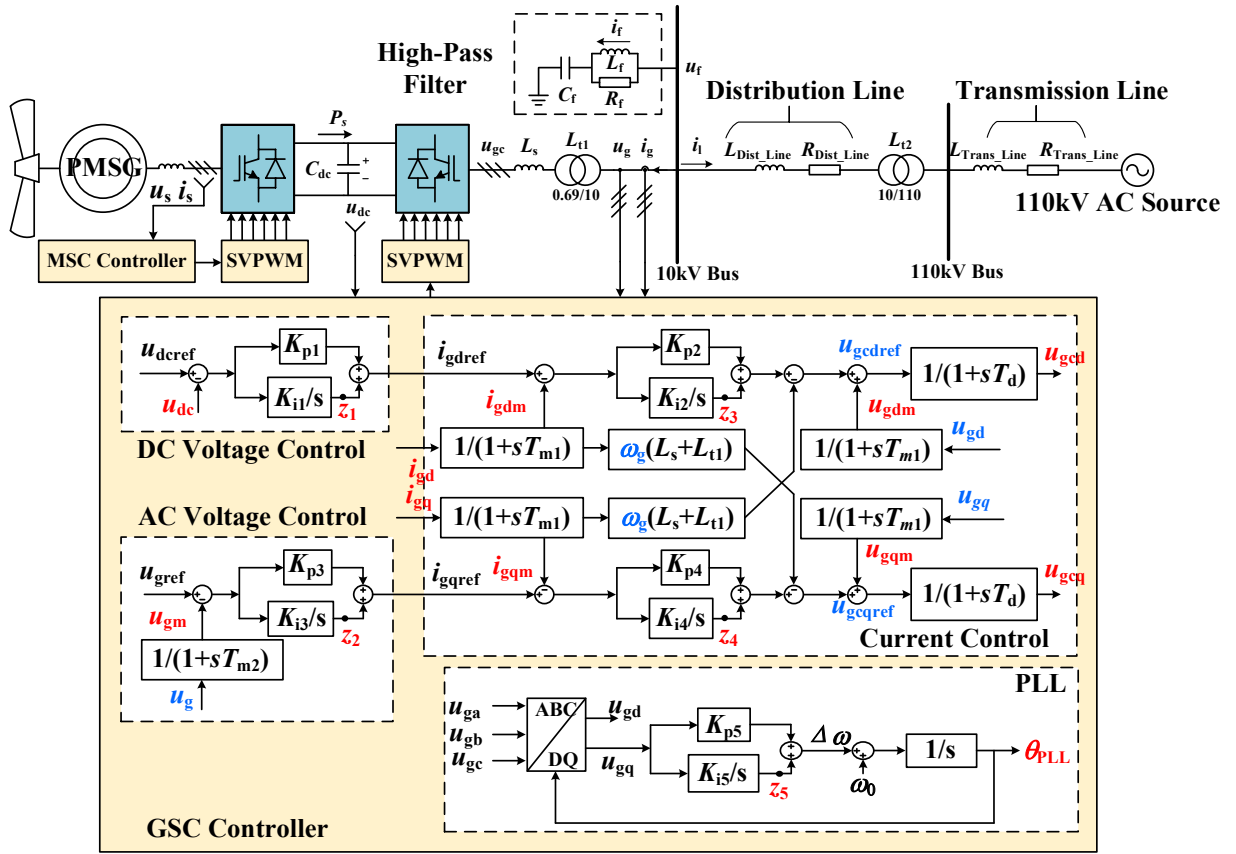 High-Pass
Filter
i_f
L_f
C_f
R_f
u_f
Distribution Line
Transmission Line
PMSG
P_s
C_dc
+
−
u_gc
L_s
L_t1
0.69/10
u_g
i_g
i_l
L_Dist_Line
R_Dist_Line
L_t2
10/110
L_Trans_Line
R_Trans_Line
110kV AC Source
u_s i_s
u_dc
MSC Controller
SVPWM
SVPWM
10kV Bus
110kV Bus
u_dcref
K_p1
K_i1/s
z_1
u_dc
DC Voltage Control
i_gdref
i_gdm
K_p2
K_i2/s
z_3
u_gcdref
1/(1+sT_d)
u_gcd
u_gdm
i_gd
1/(1+sT_m1)
ω_g(L_s+L_t1)
1/(1+sT_m1)
u_gd
i_gq
1/(1+sT_m1)
ω_g(L_s+L_t1)
1/(1+sT_m1)
u_gq
AC Voltage Control
u_gref
u_gm
K_p3
K_i3/s
z_2
1/(1+sT_m2)
u_g
i_gqref
i_gqm
K_p4
K_i4/s
z_4
u_gqm
u_gcqref
1/(1+sT_d)
u_gcq
Current Control
PLL
u_ga
u_gb
u_gc
ABC
DQ
u_gd
u_gq
K_p5
K_i5/s
z_5
Δω
ω_0
1/s
θ_PLL
GSC Controller